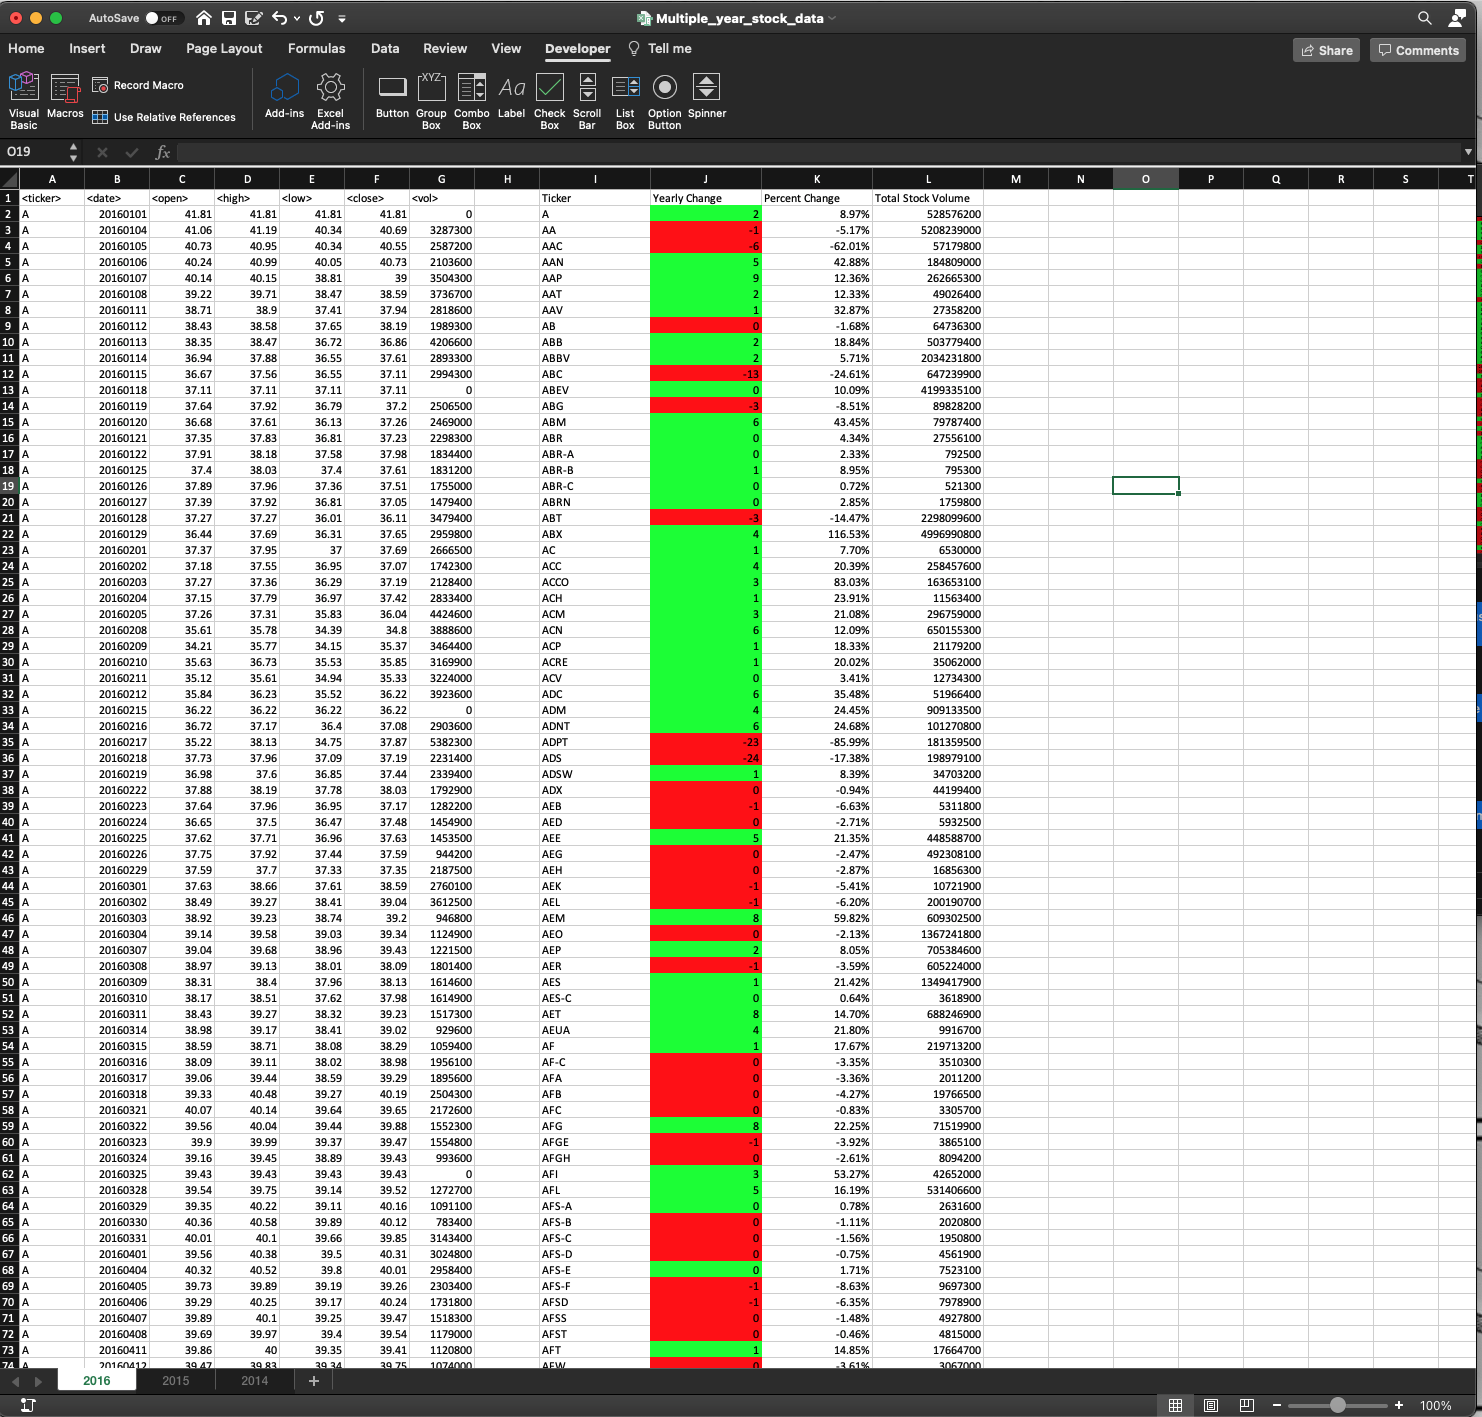 AutoSave OFF Multiple_year_stock_data
Home Insert Draw Page Layout Formulas Data Review View Developer Tell me Share Comments
Visual Basic Macros Record Macro Use Relative References Add-ins Excel Add-ins Button Group Box Combo Box Label Check Box Scroll Bar List Box Option Button Spinner
XYZ Aa
O19 fx
A B C D E F G H I J K L M N O P Q R S T
1 <ticker> <date> <open> <high> <low> <close> <vol> Ticker Yearly Change Percent Change Total Stock Volume
2 A 20160101 41.81 41.81 41.81 41.81 0 A 2 8.97% 528576200
3 A 20160104 41.06 41.19 40.34 40.69 3287300 AA -1 -5.17% 5208239000
4 A 20160105 40.73 40.95 40.34 40.55 2587200 AAC -6 -62.01% 57179800
5 A 20160106 40.24 40.99 40.05 40.73 2103600 AAN 5 42.88% 184809000
6 A 20160107 40.14 40.15 38.81 39 3504300 AAP 9 12.36% 262665300
7 A 20160108 39.22 39.71 38.47 38.59 3736700 AAT 2 12.33% 49026400
8 A 20160111 38.71 38.9 37.41 37.94 2818600 AAV 1 32.87% 27358200
9 A 20160112 38.43 38.58 37.65 38.19 1989300 AB 0 -1.68% 64736300
10 A 20160113 38.35 38.47 36.72 36.86 4206600 ABB 2 18.84% 503779400
11 A 20160114 36.94 37.88 36.55 37.61 2893300 ABBV 2 5.71% 2034231800
12 A 20160115 36.67 37.56 36.55 37.11 2994300 ABC -13 -24.61% 647239900
13 A 20160118 37.11 37.11 37.11 37.11 0 ABEV 0 10.09% 4199335100
14 A 20160119 37.64 37.92 36.79 37.2 2506500 ABG -3 -8.51% 89828200
15 A 20160120 36.68 37.61 36.13 37.26 2469000 ABM 6 43.45% 79787400
16 A 20160121 37.35 37.83 36.81 37.23 2298300 ABR 0 4.34% 27556100
17 A 20160122 37.91 38.18 37.58 37.98 1834400 ABR-A 0 2.33% 792500
18 A 20160125 37.4 38.03 37.4 37.61 1831200 ABR-B 1 8.95% 795300
19 A 20160126 37.89 37.96 37.36 37.51 1755000 ABR-C 0 0.72% 521300
20 A 20160127 37.39 37.92 36.81 37.05 1479400 ABRN 0 2.85% 1759800
21 A 20160128 37.27 37.27 36.01 36.11 3479400 ABT -3 -14.47% 2298099600
22 A 20160129 36.44 37.69 36.31 37.65 2959800 ABX 4 116.53% 4996990800
23 A 20160201 37.37 37.95 37 37.69 2666500 AC 1 7.70% 6530000
24 A 20160202 37.18 37.55 36.95 37.07 1742300 ACC 4 20.39% 258457600
25 A 20160203 37.27 37.36 36.29 37.19 2128400 ACCO 3 83.03% 163653100
26 A 20160204 37.15 37.79 36.97 37.42 2833400 ACH 1 23.91% 11563400
27 A 20160205 37.26 37.31 35.83 36.04 4424600 ACM 3 21.08% 296759000
28 A 20160208 35.61 35.78 34.39 34.8 3888600 ACN 6 12.09% 650155300
29 A 20160209 34.21 35.77 34.15 35.37 3464400 ACP 1 18.33% 21179200
30 A 20160210 35.63 36.73 35.53 35.85 3169900 ACRE 1 20.02% 35062000
31 A 20160211 35.12 35.61 34.94 35.33 3224000 ACV 0 3.41% 12734300
32 A 20160212 35.84 36.23 35.52 36.22 3923600 ADC 6 35.48% 51966400
33 A 20160215 36.22 36.22 36.22 36.22 0 ADM 4 24.45% 909133500
34 A 20160216 36.72 37.17 36.4 37.08 2903600 ADNT 6 24.68% 101270800
35 A 20160217 35.22 38.13 34.75 37.87 5382300 ADPT -23 -85.99% 181359500
36 A 20160218 37.73 37.96 37.09 37.19 2231400 ADS -24 -17.38% 198979100
37 A 20160219 36.98 37.6 36.85 37.44 2339400 ADSW 1 8.39% 34703200
38 A 20160222 37.88 38.19 37.78 38.03 1792900 ADX 0 -0.94% 44199400
39 A 20160223 37.64 37.96 36.95 37.17 1282200 AEB -1 -6.63% 5311800
40 A 20160224 36.65 37.5 36.47 37.48 1454900 AED 0 -2.71% 5932500
41 A 20160225 37.62 37.71 36.96 37.63 1453500 AEE 5 21.35% 448588700
42 A 20160226 37.75 37.92 37.44 37.59 944200 AEG 0 -2.47% 492308100
43 A 20160229 37.59 37.7 37.33 37.35 2187500 AEH 0 -2.87% 16856300
44 A 20160301 37.63 38.66 37.61 38.59 2760100 AEK -1 -5.41% 10721900
45 A 20160302 38.49 39.27 38.41 39.04 3612500 AEL -1 -6.20% 200190700
46 A 20160303 38.92 39.23 38.74 39.2 946800 AEM 8 59.82% 609302500
47 A 20160304 39.14 39.58 39.03 39.34 1124900 AEO 0 -2.13% 1367241800
48 A 20160307 39.04 39.68 38.96 39.43 1221500 AEP 2 8.05% 705384600
49 A 20160308 38.97 39.13 38.01 38.09 1801400 AER -1 -3.59% 605224000
50 A 20160309 38.31 38.4 37.96 38.13 1614600 AES 1 21.42% 1349417900
51 A 20160310 38.17 38.51 37.62 37.98 1614900 AES-C 0 0.64% 3618900
52 A 20160311 38.43 39.27 38.32 39.23 1517300 AET 8 14.70% 688246900
53 A 20160314 38.98 39.17 38.41 39.02 929600 AEUA 4 21.80% 9916700
54 A 20160315 38.59 38.71 38.08 38.29 1059400 AF 1 17.67% 219713200
55 A 20160316 38.09 39.11 38.02 38.98 1956100 AF-C 0 -3.35% 3510300
56 A 20160317 39.06 39.44 38.59 39.29 1895600 AFA 0 -3.36% 2011200
57 A 20160318 39.33 40.48 39.27 40.19 2504300 AFB 0 -4.27% 19766500
58 A 20160321 40.07 40.14 39.64 39.65 2172600 AFC 0 -0.83% 3305700
59 A 20160322 39.56 40.04 39.44 39.88 1552300 AFG 8 22.25% 71519900
60 A 20160323 39.9 39.99 39.37 39.47 1554800 AFGE -1 -3.92% 3865100
61 A 20160324 39.16 39.45 38.89 39.43 993600 AFGH 0 -2.61% 8094200
62 A 20160325 39.43 39.43 39.43 39.43 0 AFI 3 53.27% 42652000
63 A 20160328 39.54 39.75 39.14 39.52 1272700 AFL 5 16.19% 531406600
64 A 20160329 39.35 40.22 39.11 40.16 1091100 AFS-A 0 0.78% 2631600
65 A 20160330 40.36 40.58 39.89 40.12 783400 AFS-B 0 -1.11% 2020800
66 A 20160331 40.01 40.1 39.66 39.85 3143400 AFS-C 0 -1.56% 1950800
67 A 20160401 39.56 40.38 39.5 40.31 3024800 AFS-D 0 -0.75% 4561900
68 A 20160404 40.32 40.52 39.8 40.01 2958400 AFS-E 0 1.71% 7523100
69 A 20160405 39.73 39.89 39.19 39.26 2303400 AFS-F -1 -8.63% 9697300
70 A 20160406 39.29 40.25 39.17 40.24 1731800 AFSD -1 -6.35% 7978900
71 A 20160407 39.89 40.1 39.25 39.47 1518300 AFSS 0 -1.48% 4927800
72 A 20160408 39.69 39.97 39.4 39.54 1179000 AFST 0 -0.46% 4815000
73 A 20160411 39.86 40 39.35 39.41 1120800 AFT 1 14.85% 17664700
74 A 20160412 39.47 39.83 39.34 39.75 1074000 AFW 0 -3.61% 3067000
2016 2015 2014 +
100%